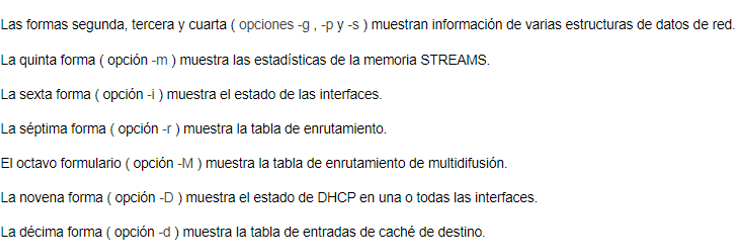 Las formas segunda, tercera y cuarta ( opciones -g , -p y -s ) muestran información de varias estructuras de datos de red.
La quinta forma ( opción -m ) muestra las estadísticas de la memoria STREAMS.
La sexta forma ( opción -i ) muestra el estado de las interfaces.
La séptima forma ( opción -r ) muestra la tabla de enrutamiento.
El octavo formulario ( opción -M ) muestra la tabla de enrutamiento de multidifusión.
La novena forma ( opción -D ) muestra el estado de DHCP en una o todas las interfaces.
La décima forma ( opción -d ) muestra la tabla de entradas de caché de destino.